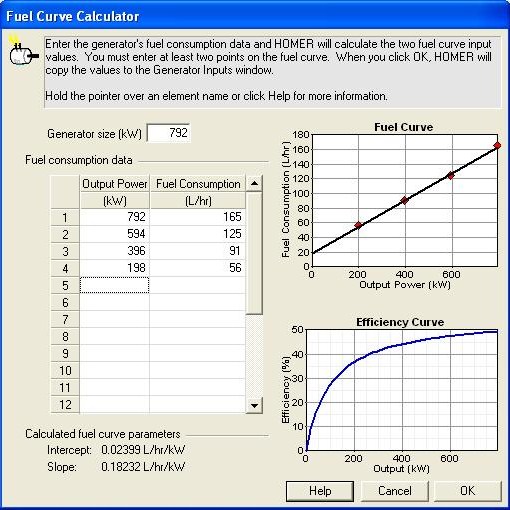 Fuel Curve Calculator
Enter the generator's fuel consumption data and HOMER will calculate the two fuel curve input
values. You must enter at least two points on the fuel curve. When you click OK, HOMER will
copy the values to the Generator Inputs window.
Hold the pointer over an element name or click Help for more information.
Generator size (kW) 792
Fuel consumption data
Output Power Fuel Consumption
(kW) (L/hr)
1 792 165
2 594 125
3 396 91
4 198 56
5
6
7
8
9
10
11
12
Calculated fuel curve parameters
Intercept: 0.02399 L/hr/kW
Slope: 0.18232 L/hr/kW
Fuel Curve
Fuel Consumption (L/hr)
180
160
140
120
100
80
60
40
20
0
0 200 400 600
Output Power (kW)
Efficiency Curve
Efficiency (%)
50
40
30
20
10
0
0 200 400 600
Output (kW)
Help Cancel OK